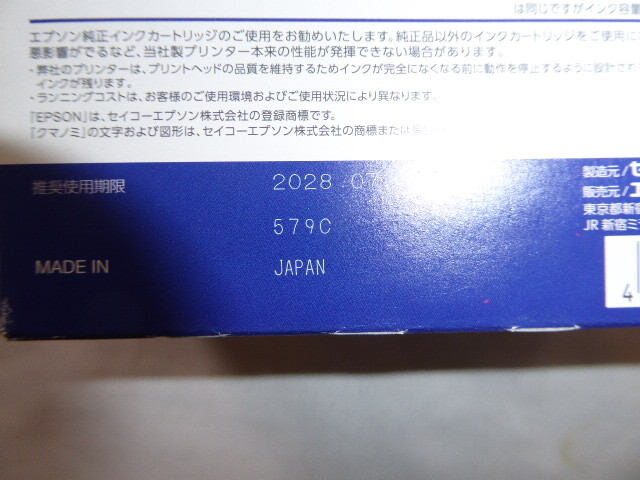 は同じですがインク容量
エプソン純正インクカートリッジのご使用をお勧めいたします。純正品以外のインクカートリッジをご使用に
悪影響がでるなど、当社製プリンター本来の性能が発揮できない場合があります。
・弊社のプリンターは、プリントヘッドの品質を維持するためインクが完全になくなる前に動作を停止するように設計され
インクが残ります。
・ランニングコストは、お客様のご使用環境およびご使用状況により異なります。
「EPSON」は、セイコーエプソン株式会社の登録商標です。
「クマノミ」の文字および図形は、セイコーエプソン株式会社の商標または
推奨使用期限 2028 07
579C
MADE IN JAPAN
製造元/セ
販売元/エ
東京都新宿
JR新宿ミ
4